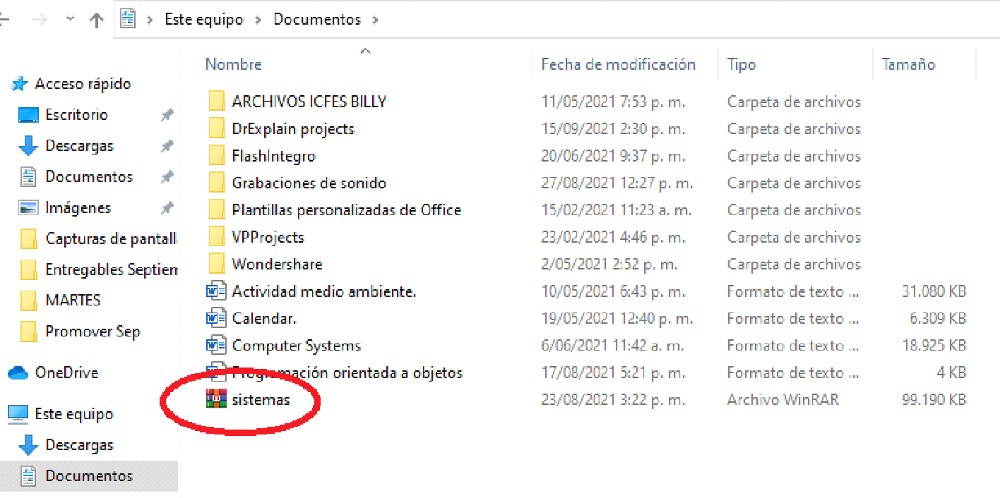 Este equipo > Documentos >
Nombre Fecha de modificación Tipo Tamaño
Acceso rápido
Escritorio
Descargas
Documentos
Imágenes
Capturas de pantall
Entregables Septiem
MARTES
Promover Sep
OneDrive
Este equipo
Descargas
Documentos
ARCHIVOS ICFES BILLY 11/05/2021 7:53 p. m. Carpeta de archivos
DrExplain projects 15/09/2021 2:30 p. m. Carpeta de archivos
FlashIntegro 20/06/2021 9:37 p. m. Carpeta de archivos
Grabaciones de sonido 27/08/2021 12:27 p. m. Carpeta de archivos
Plantillas personalizadas de Office 15/02/2021 11:23 a. m. Carpeta de archivos
VPProjects 23/02/2021 4:46 p. m. Carpeta de archivos
Wondershare 2/05/2021 2:52 p. m. Carpeta de archivos
Actividad medio ambiente. 10/05/2021 6:43 p. m. Formato de texto ... 31.080 KB
Calendar. 19/05/2021 12:40 p. m. Formato de texto ... 6.309 KB
Computer Systems 6/06/2021 11:42 a. m. Formato de texto ... 18.925 KB
Programación orientada a objetos 17/08/2021 5:21 p. m. Formato de texto ... 4 KB
sistemas 23/08/2021 3:22 p. m. Archivo WinRAR 99.190 KB